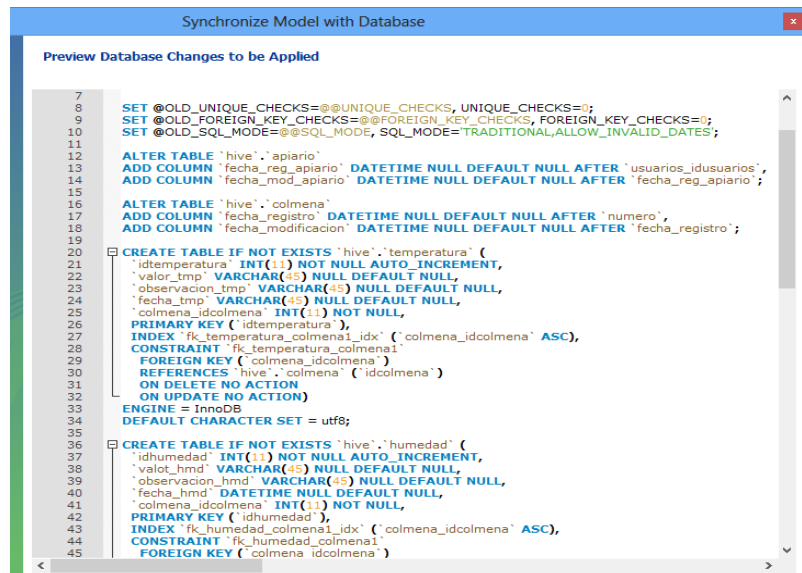 Synchronize Model with Database
x
Preview Database Changes to be Applied
7
8 SET @OLD_UNIQUE_CHECKS=@@UNIQUE_CHECKS, UNIQUE_CHECKS=0;
9 SET @OLD_FOREIGN_KEY_CHECKS=@@FOREIGN_KEY_CHECKS, FOREIGN_KEY_CHECKS=0;
10 SET @OLD_SQL_MODE=@@SQL_MODE, SQL_MODE='TRADITIONAL,ALLOW_INVALID_DATES';
11
12 ALTER TABLE `hive`.`apiario`
13 ADD COLUMN `fecha_reg_apiario` DATETIME NULL DEFAULT NULL AFTER `usuarios_idusuarios`,
14 ADD COLUMN `fecha_mod_apiario` DATETIME NULL DEFAULT NULL AFTER `fecha_reg_apiario`;
15
16 ALTER TABLE `hive`.`colmena`
17 ADD COLUMN `fecha_registro` DATETIME NULL DEFAULT NULL AFTER `numero`,
18 ADD COLUMN `fecha_modificacion` DATETIME NULL DEFAULT NULL AFTER `fecha_registro`;
19
20 CREATE TABLE IF NOT EXISTS `hive`.`temperatura` (
21 `idtemperatura` INT(11) NOT NULL AUTO_INCREMENT,
22 `valor_tmp` VARCHAR(45) NULL DEFAULT NULL,
23 `observacion_tmp` VARCHAR(45) NULL DEFAULT NULL,
24 `fecha_tmp` VARCHAR(45) NULL DEFAULT NULL,
25 `colmena_idcolmena` INT(11) NOT NULL,
26 PRIMARY KEY (`idtemperatura`),
27 INDEX `fk_temperatura_colmena1_idx` (`colmena_idcolmena` ASC),
28 CONSTRAINT `fk_temperatura_colmena1`
29 FOREIGN KEY (`colmena_idcolmena`)
30 REFERENCES `hive`.`colmena` (`idcolmena`)
31 ON DELETE NO ACTION
32 ON UPDATE NO ACTION)
33 ENGINE = InnoDB
34 DEFAULT CHARACTER SET = utf8;
35
36 CREATE TABLE IF NOT EXISTS `hive`.`humedad` (
37 `idhumedad` INT(11) NOT NULL AUTO_INCREMENT,
38 `valot_hmd` VARCHAR(45) NULL DEFAULT NULL,
39 `observacion_hmd` VARCHAR(45) NULL DEFAULT NULL,
40 `fecha_hmd` DATETIME NULL DEFAULT NULL,
41 `colmena_idcolmena` INT(11) NOT NULL,
42 PRIMARY KEY (`idhumedad`),
43 INDEX `fk_humedad_colmena1_idx` (`colmena_idcolmena` ASC),
44 CONSTRAINT `fk_humedad_colmena1`
45 FOREIGN KEY (`colmena_idcolmena`)